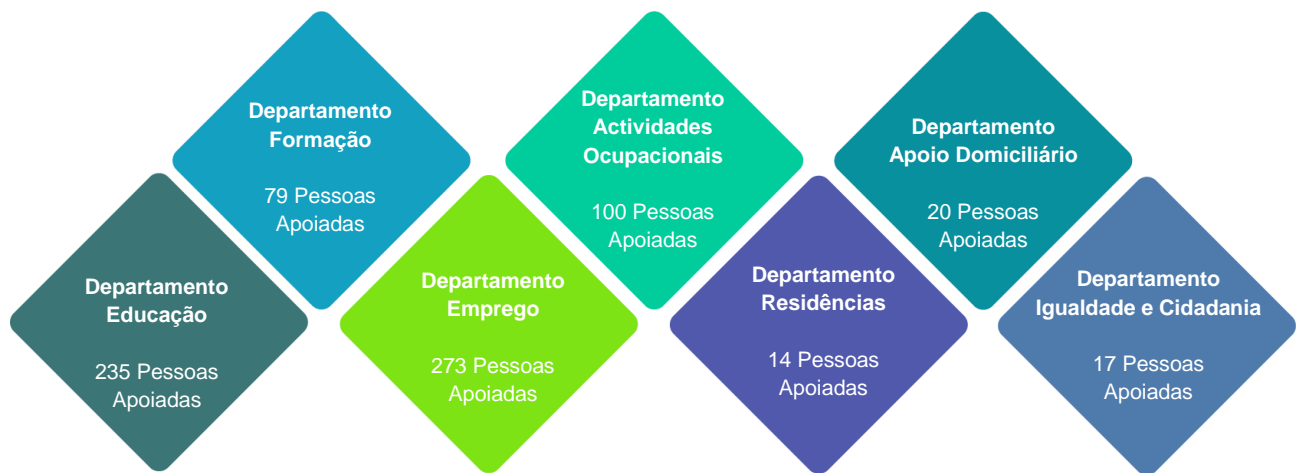 Departamento
Educação
235 Pessoas
Apoiadas
Departamento
Formação
79 Pessoas
Apoiadas
Departamento
Emprego
273 Pessoas
Apoiadas
Departamento
Actividades
Ocupacionais
100 Pessoas
Apoiadas
Departamento
Residências
14 Pessoas
Apoiadas
Departamento
Apoio Domiciliário
20 Pessoas
Apoiadas
Departamento
Igualdade e Cidadania
17 Pessoas
Apoiadas